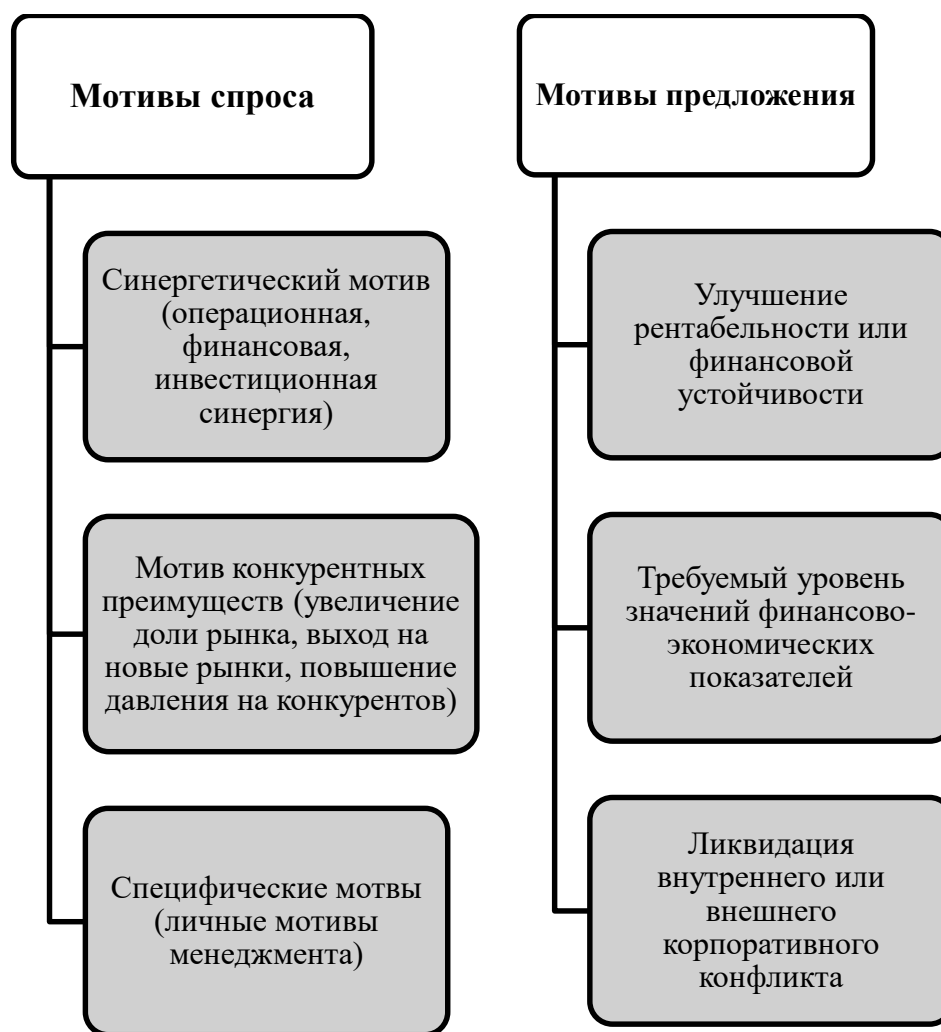 Мотивы спроса
Синергетический мотив
(операционная,
финансовая,
инвестиционная
синергия)
Мотив конкурентных
преимуществ (увеличение
доли рынка, выход на
новые рынки, повышение
давления на конкурентов)
Специфические мотвы
(личные мотивы
менеджмента)
Мотивы предложения
Улучшение
рентабельности или
финансовой
устойчивости
Требуемый уровень
значений финансово-
экономических
показателей
Ликвидация
внутреннего или
внешнего
корпоративного
конфликта